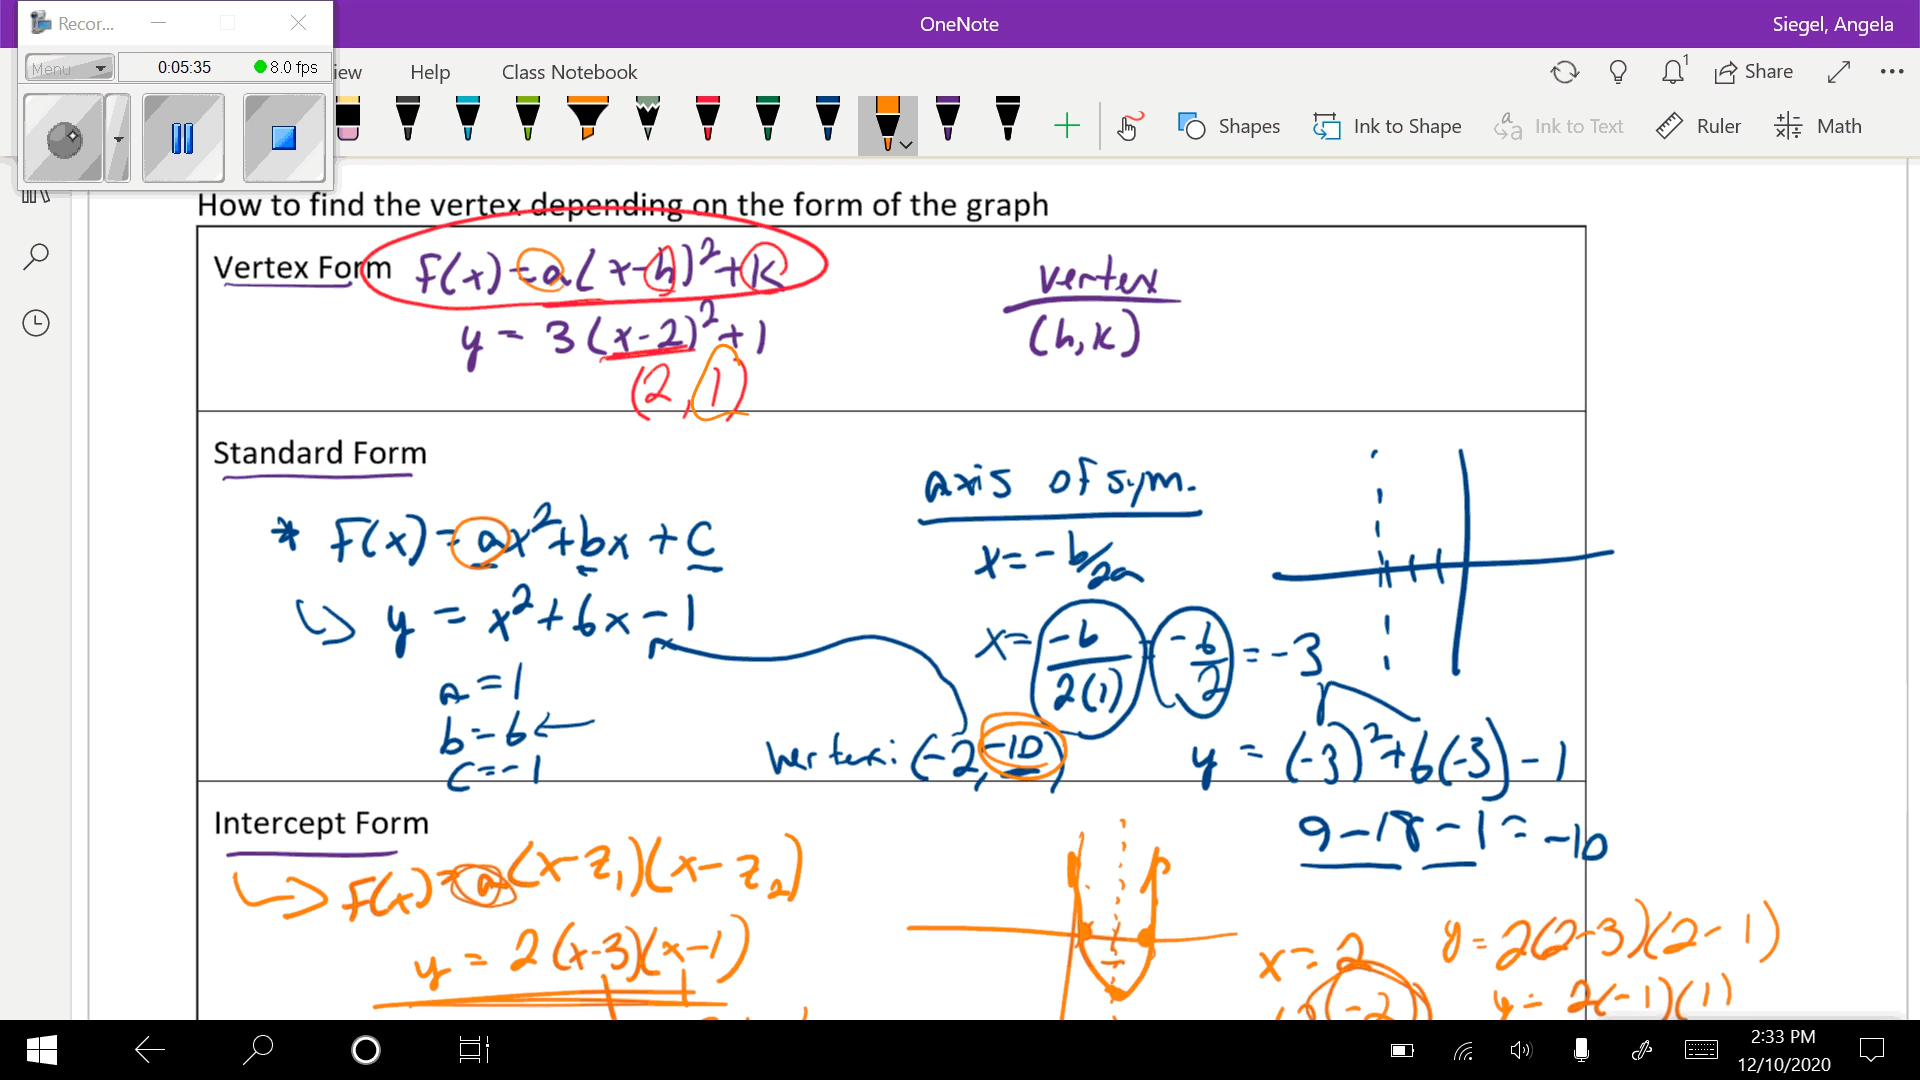 Recor...
OneNote
Siegel, Angela
Menu
0:05:35
8.0 fps
iew
Help
Class Notebook
1
Share
Shapes
Ink to Shape
Ink to Text
Ruler
Math
How to find the vertex depending on the form of the graph
Vertex Form
F(x) = a(x-h)²+k
y = 3(x-2)²+1
(2, 1)
vertex
(h, k)
Standard Form
* F(x) = ax²+bx+c
y = x²+6x-1
a = 1
b = 6
c = -1
axis of sym.
x = -b/2a
x = -6/2(1) = -6/2 = -3
vertex: (-2, -10)
y = (-3)²+6(-3)-1
9-18-1 = -10
Intercept Form
F(x) = a(x-z₁)(x-z₂)
y = 2(x-3)(x-1)
x = 2
(-2)
y = 2(2-3)(2-1)
y = 2(-1)(1)
2:33 PM
12/10/2020